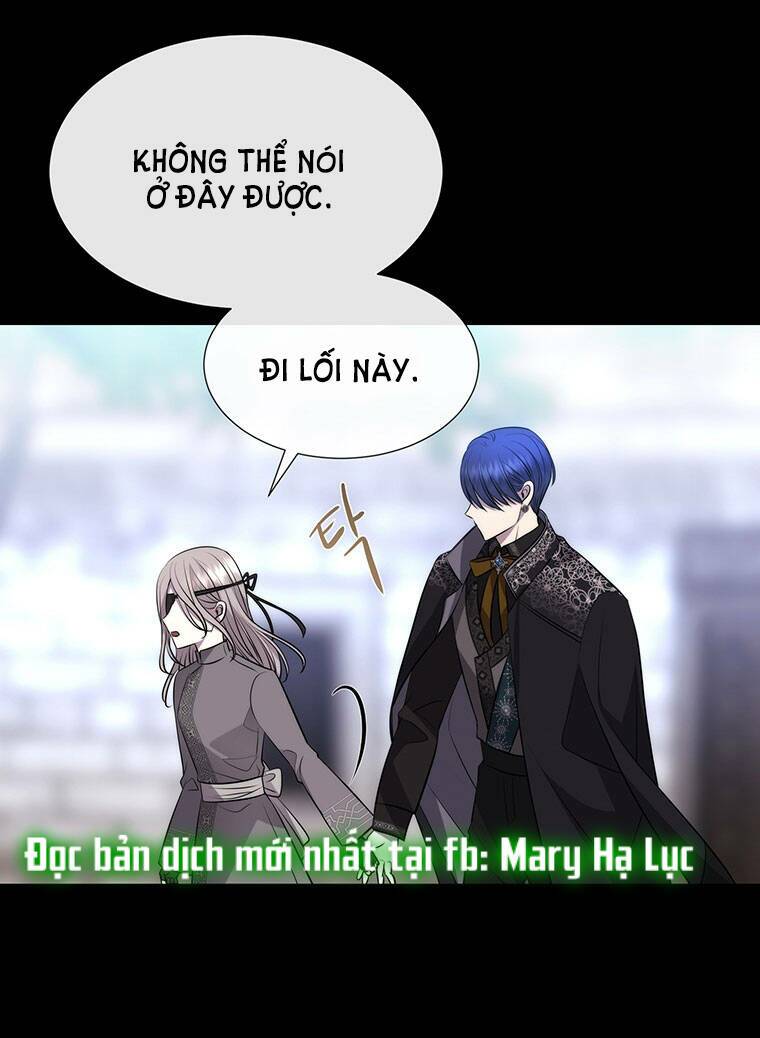 KHÔNG THỂ NÓI
Ở ĐÂY ĐƯỢC.
ĐI LỐI NÀY.
탁
Đọc bản dịch mới nhất tại fb: Mary Hạ Lục